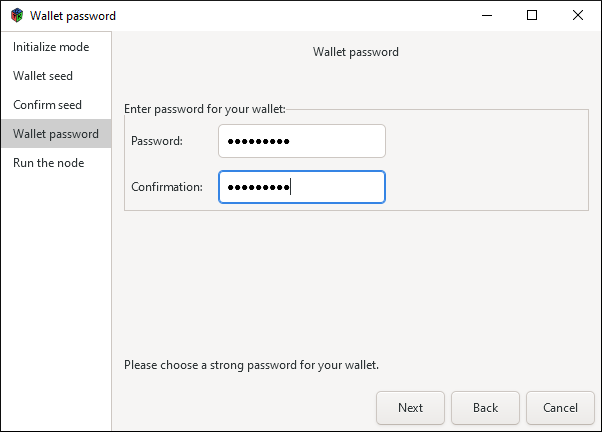 Wallet password
Initialize mode
Wallet seed
Confirm seed
Wallet password
Run the node
Wallet password
Enter password for your wallet:
Password: ●●●●●●●●●
Confirmation: ●●●●●●●●●
Please choose a strong password for your wallet.
Next Back Cancel